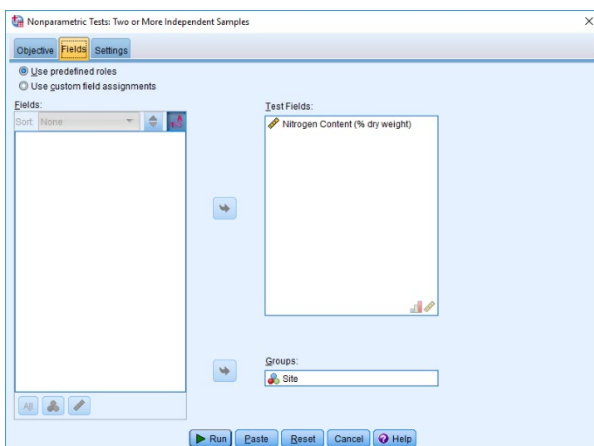 Nonparametric Tests: Two or More Independent Samples
Objective Fields Settings
Use predefined roles
Use custom field assignments
Fields:
Sort: None
Test Fields:
Nitrogen Content (% dry weight)
Groups:
Site
Run Paste Reset Cancel Help